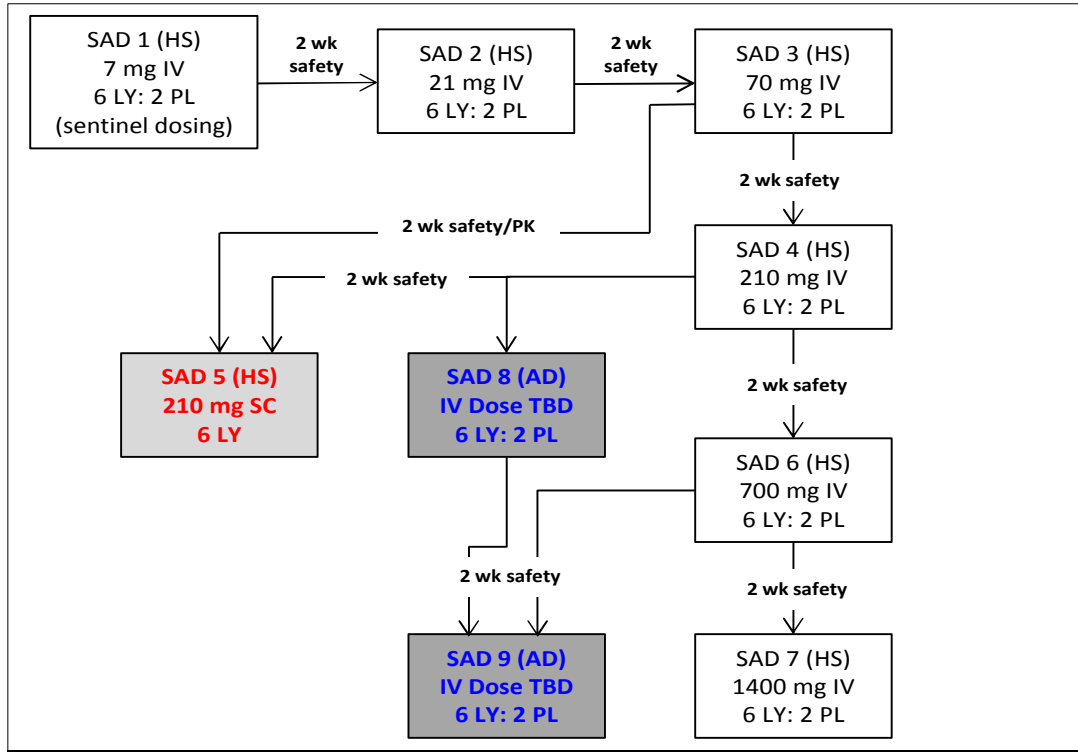 SAD 1 (HS)
7 mg IV
6 LY: 2 PL
(sentinel dosing)
2 wk
safety
SAD 2 (HS)
21 mg IV
6 LY: 2 PL
2 wk
safety
SAD 3 (HS)
70 mg IV
6 LY: 2 PL
2 wk safety
2 wk safety/PK
SAD 4 (HS)
210 mg IV
6 LY: 2 PL
2 wk safety
SAD 5 (HS)
210 mg SC
6 LY
SAD 8 (AD)
IV Dose TBD
6 LY: 2 PL
2 wk safety
SAD 6 (HS)
700 mg IV
6 LY: 2 PL
2 wk safety
2 wk safety
SAD 9 (AD)
IV Dose TBD
6 LY: 2 PL
SAD 7 (HS)
1400 mg IV
6 LY: 2 PL